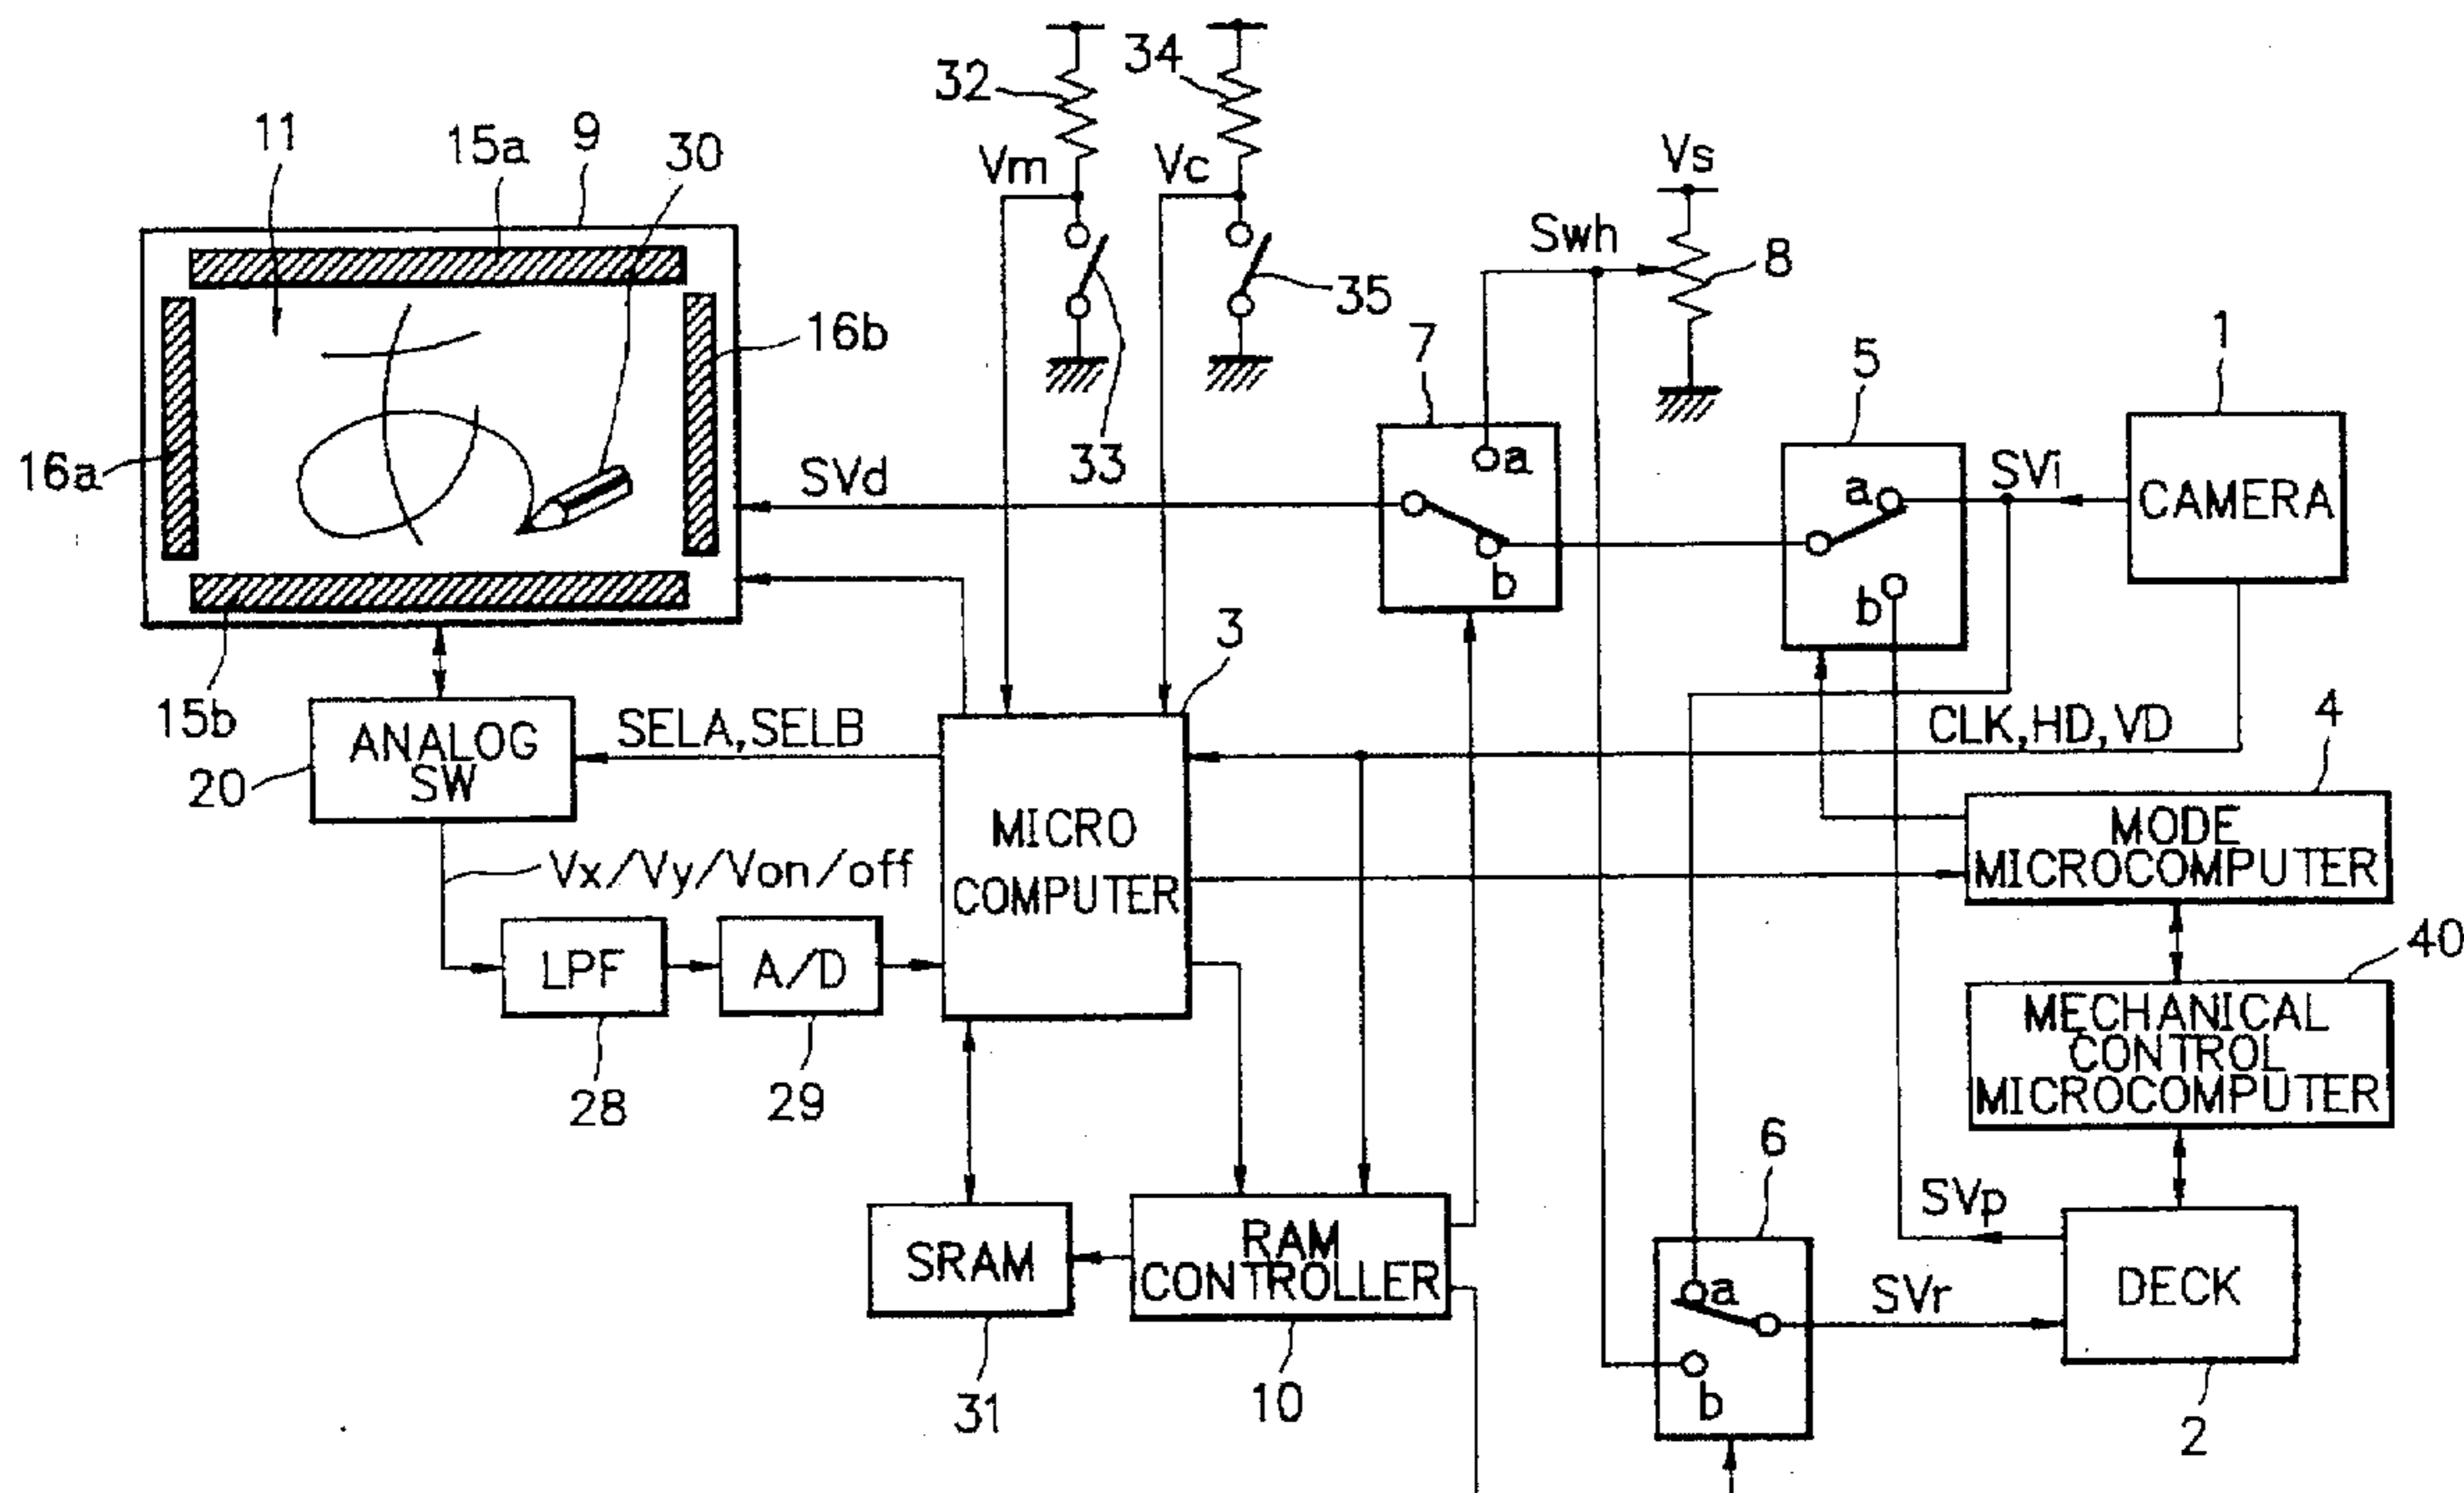 32
34
11
15a
9
30
Vm
Vc
Vs
Swh
8
16b
35
7
5
1
33
16a
SVd
a
b
a
b
SVi
CAMERA
3
15b
ANALOG
SW
20
SELA,SELB
CLK,HD,VD
4
MODE
MICROCOMPUTER
MICRO
COMPUTER
Vx/Vy/Von/off
LPF
A/D
28
29
40
MECHANICAL
CONTROL
MICROCOMPUTER
6
SVp
SRAM
RAM
CONTROLLER
a
b
SVr
DECK
31
10
2